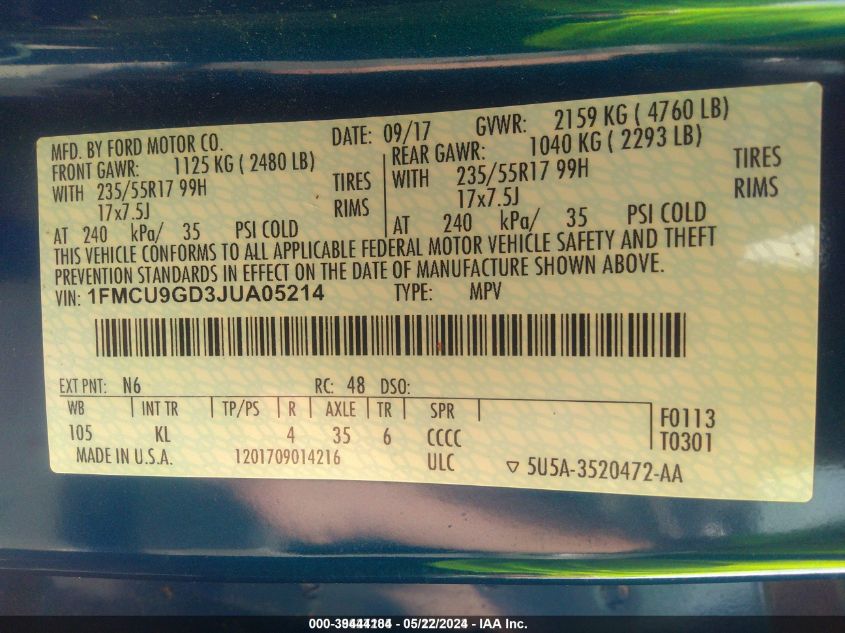 MFD. BY FORD MOTOR CO. DATE: 09/17 GVWR: 2159 KG ( 4760 LB)
FRONT GAWR: 1125 KG ( 2480 LB) REAR GAWR: 1040 KG ( 2293 LB)
WITH 235/55R17 99H TIRES WITH 235/55R17 99H TIRES
17x7.5J RIMS 17x7.5J RIMS
AT 240 kPa/ 35 PSI COLD AT 240 kPa/ 35 PSI COLD
THIS VEHICLE CONFORMS TO ALL APPLICABLE FEDERAL MOTOR VEHICLE SAFETY AND THEFT
PREVENTION STANDARDS IN EFFECT ON THE DATE OF MANUFACTURE SHOWN ABOVE.
VIN: 1FMCU9GD3JUA05214 TYPE: MPV
EXT PNT: N6 RC: 48 DSO:
WB INT TR TP/PS R AXLE TR SPR F0113
105 KL 4 35 6 CCCC T0301
MADE IN U.S.A. 1201709014216 ULC 5U5A-3520472-AA
05/22/2024 - IAA Inc.